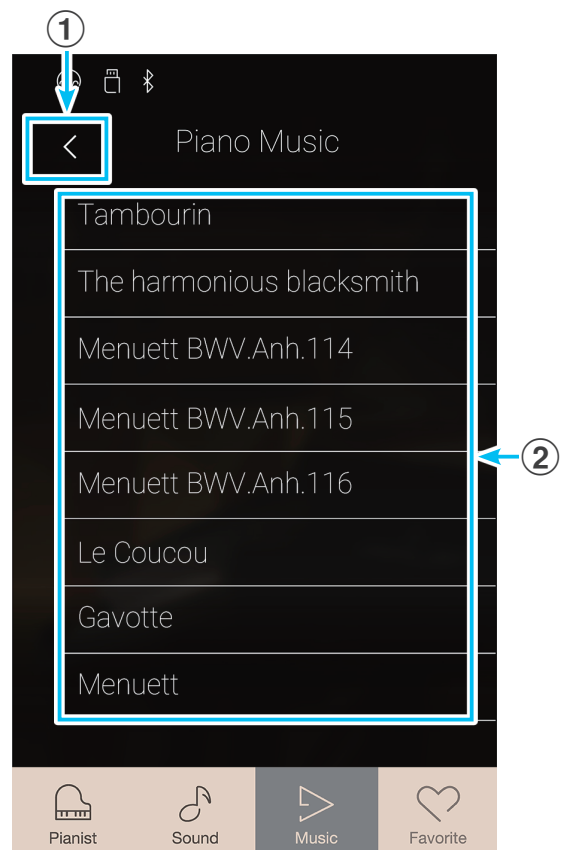 1
Piano Music
Tambourin
The harmonious blacksmith
Menuett BWV.Anh.114
Menuett BWV.Anh.115
2
Menuett BWV.Anh.116
Le Coucou
Gavotte
Menuett
Pianist Sound Music Favorite